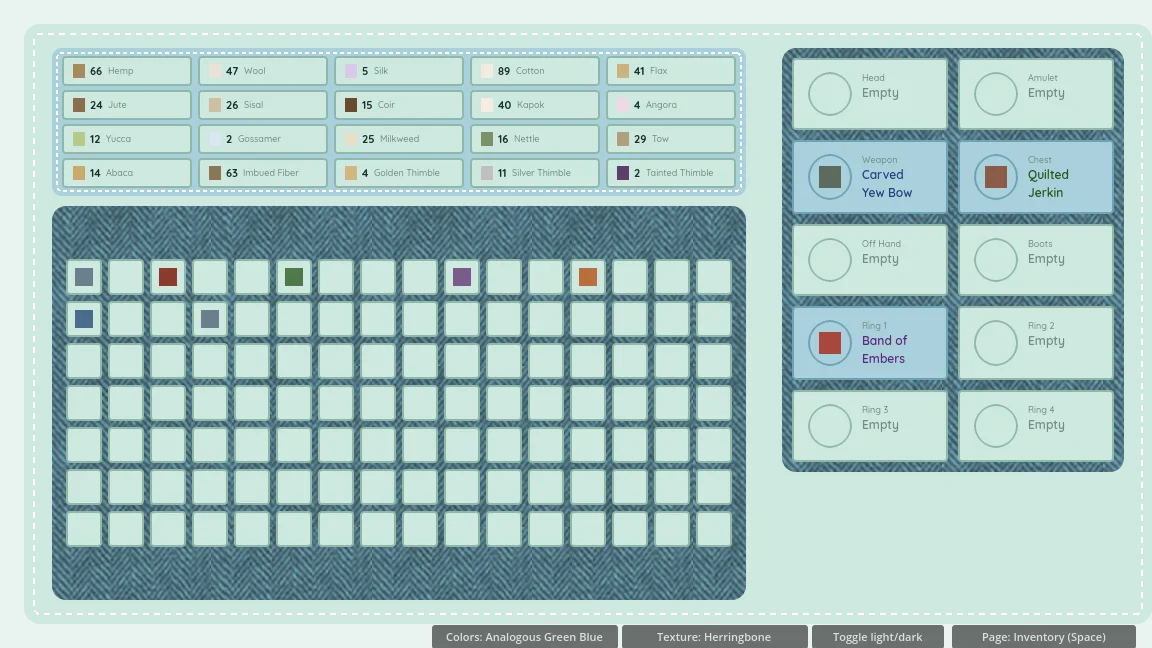 66 Hemp
47 Wool
5 Silk
89 Cotton
41 Flax
24 Jute
26 Sisal
15 Coir
40 Kapok
4 Angora
12 Yucca
2 Gossamer
25 Milkweed
16 Nettle
29 Tow
14 Abaca
63 Imbued Fiber
4 Golden Thimble
11 Silver Thimble
2 Tainted Thimble
Head
Empty
Amulet
Empty
Weapon
Carved
Yew Bow
Chest
Quilted
Jerkin
Off Hand
Empty
Boots
Empty
Ring 1
Band of
Embers
Ring 2
Empty
Ring 3
Empty
Ring 4
Empty
Colors: Analogous Green Blue
Texture: Herringbone
Toggle light/dark
Page: Inventory (Space)